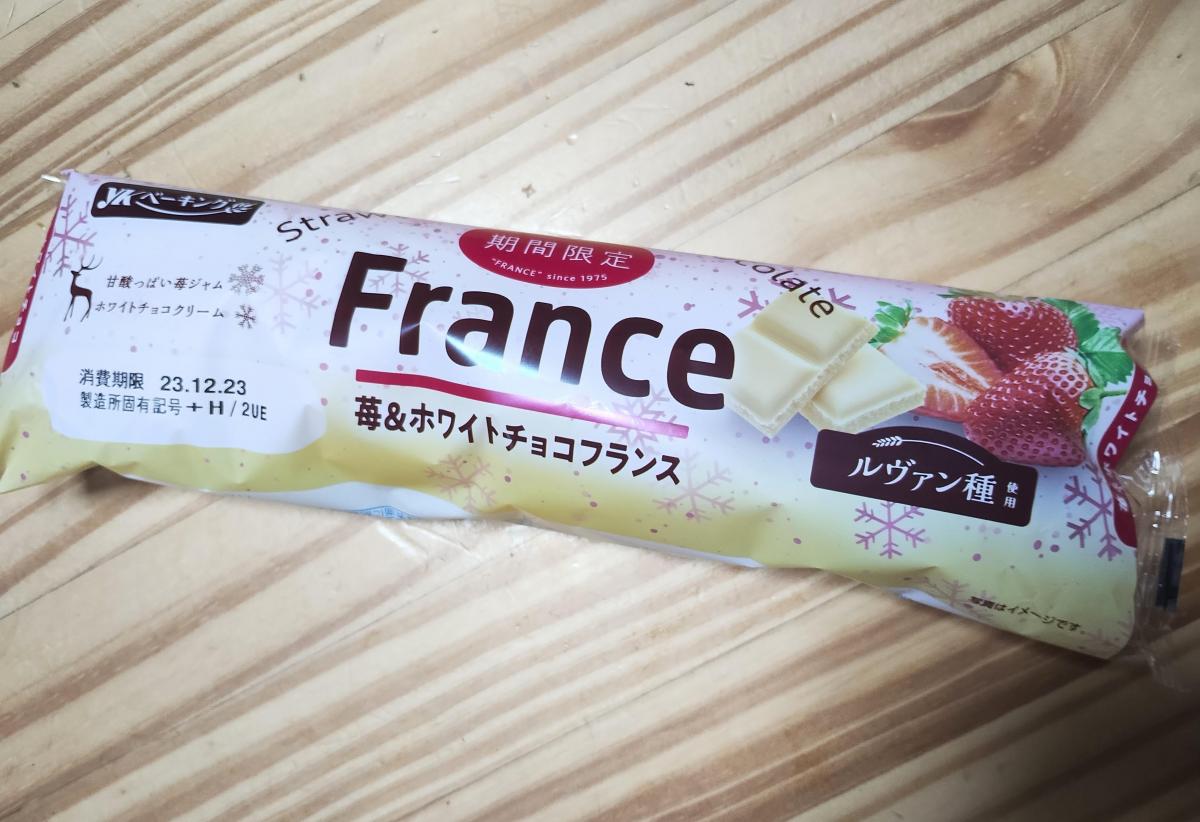 YKベーキング
期間限定
"FRANCE" since 1975
甘酸っぱい苺ジャム
ホワイトチョコクリーム
France
苺&ホワイトチョコフランス
消費期限 23.12.23
製造所固有記号+H/2UE
ルヴァン種 使用
写真はイメージです。